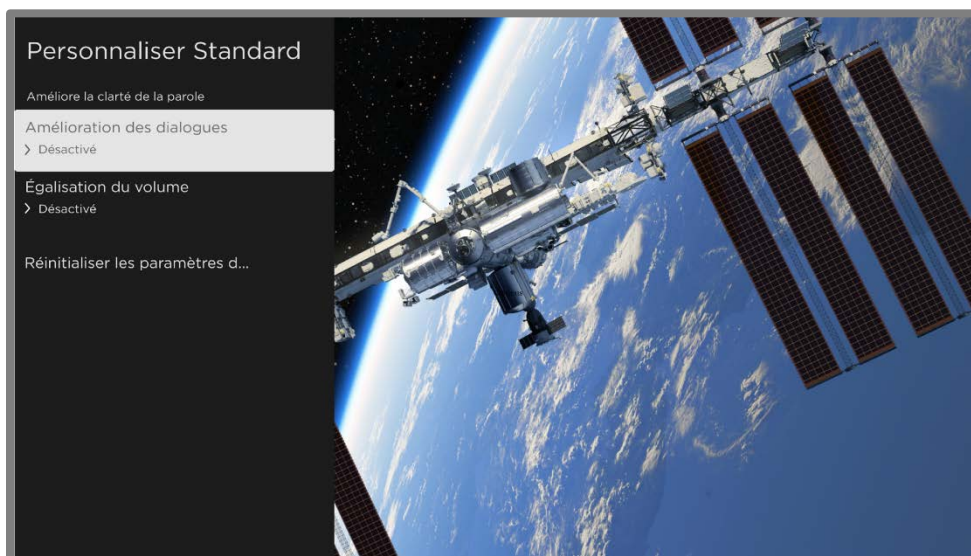 Personnaliser Standard
Améliore la clarté de la parole
Amélioration des dialogues
> Désactivé
Égalisation du volume
> Désactivé
Réinitialiser les paramètres d...